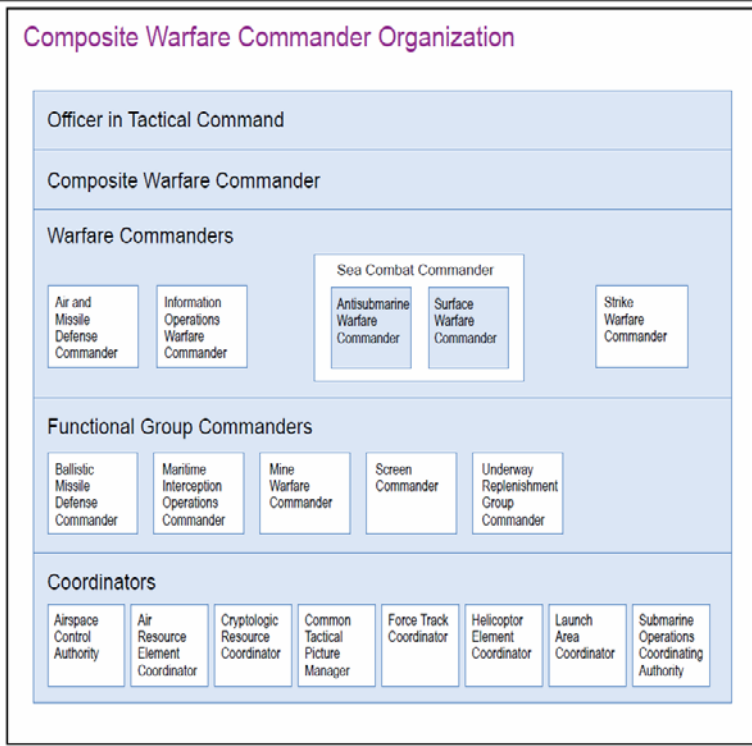 Composite Warfare Commander Organization
Officer in Tactical Command
Composite Warfare Commander
Warfare Commanders
Air and
Missile
Defense
Commander
Information
Operations
Warfare
Commander
Sea Combat Commander
Antisubmarine
Warfare
Commander
Surface
Warfare
Commander
Strike
Warfare
Commander
Functional Group Commanders
Ballistic
Missile
Defense
Commander
Maritime
Interception
Operations
Commander
Mine
Warfare
Commander
Screen
Commander
Underway
Replenishment
Group
Commander
Coordinators
Airspace
Control
Authority
Air
Resource
Element
Coordinator
Cryptologic
Resource
Coordinator
Common
Tactical
Picture
Manager
Force Track
Coordinator
Helicoptor
Element
Coordinator
Launch
Area
Coordinator
Submarine
Operations
Coordinating
Authority